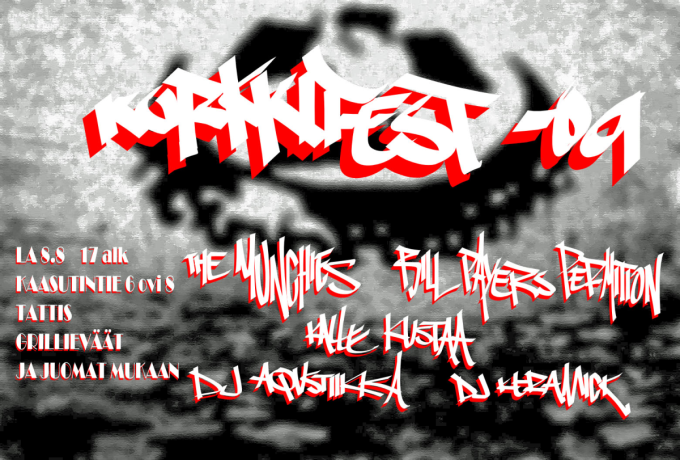 KORKKIFEST -09
LA 8.8 17 alk
KAASUTINTIE 6 ovi 8
TATTIS
GRILLIEVÄÄT
JA JUOMAT MUKAAN
THE MUNCHIES BILL PAYERS PERMITION
KALLE KUSTAA
DJ AQUSTIIKKA DJ KERAMICK